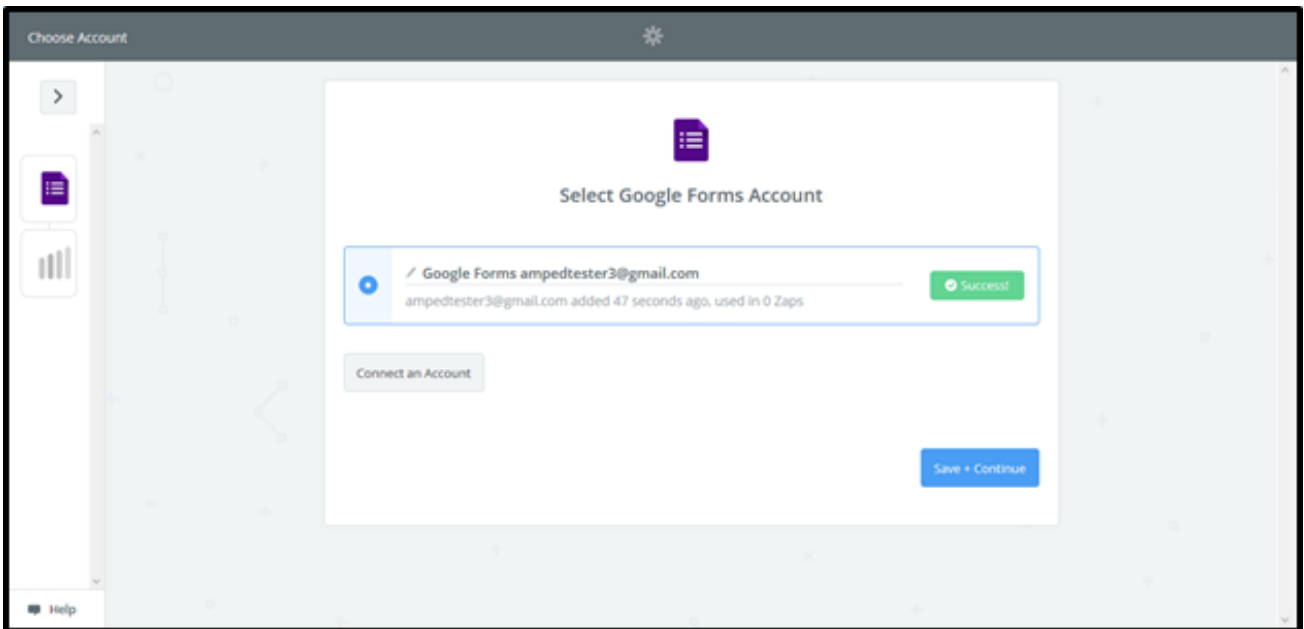 Choose Account
Select Google Forms Account
Google Forms ampedtester3@gmail.com
ampedtester3@gmail.com added 47 seconds ago, used in 0 Zaps
Success!
Connect an Account
Save + Continue
Help